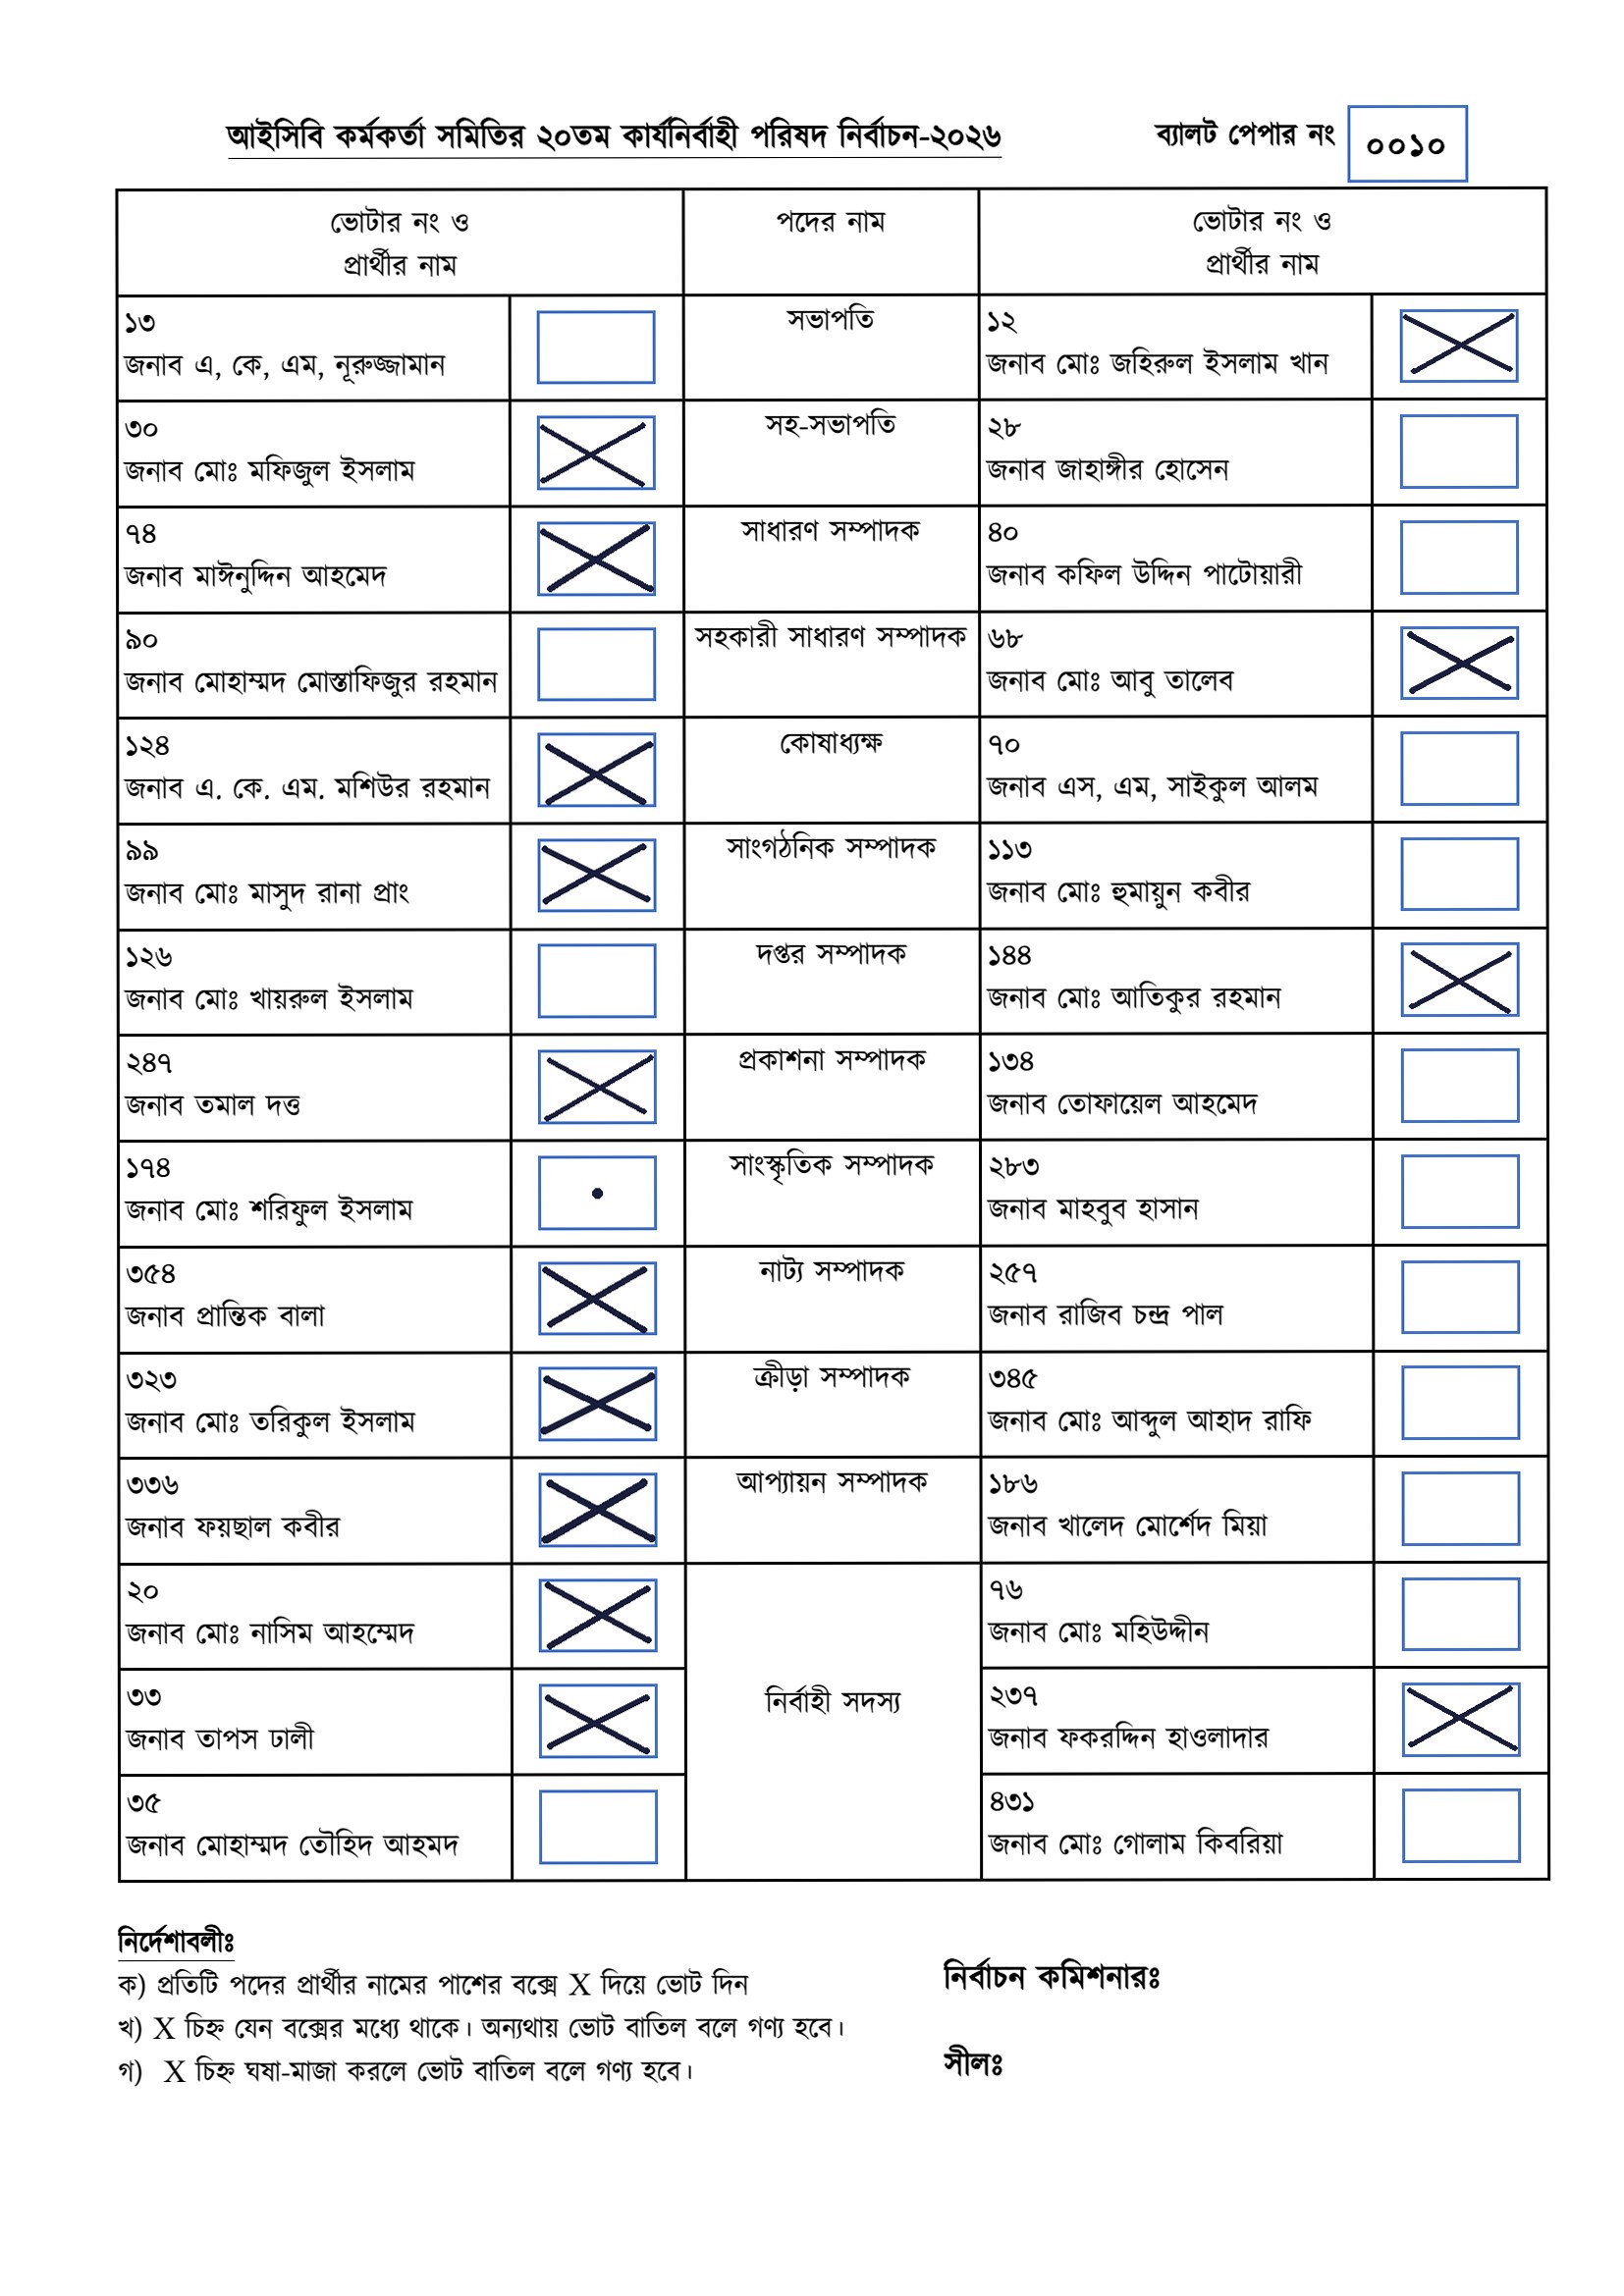 আইসিবি কর্মকর্তা সমিতির ২০তম কার্যনির্বাহী পরিষদ নির্বাচন-২০২৬
ব্যালট পেপার নং ০০১০
ভোটার নং ও
প্রার্থীর নাম
পদের নাম
ভোটার নং ও
প্রার্থীর নাম
১৩
জনাব এ, কে, এম, নূরুজ্জামান
সভাপতি
১২
জনাব মোঃ জহিরুল ইসলাম খান
৩০
জনাব মোঃ মফিজুল ইসলাম
সহ-সভাপতি
২৮
জনাব জাহাঙ্গীর হোসেন
৭৪
জনাব মাঈনুদ্দিন আহমেদ
সাধারণ সম্পাদক
৪০
জনাব কফিল উদ্দিন পাটোয়ারী
৯০
জনাব মোহাম্মদ মোস্তাফিজুর রহমান
সহকারী সাধারণ সম্পাদক
৬৮
জনাব মোঃ আবু তালেব
১২৪
জনাব এ. কে. এম. মশিউর রহমান
কোষাধ্যক্ষ
৭০
জনাব এস, এম, সাইকুল আলম
৯৯
জনাব মোঃ মাসুদ রানা প্রাং
সাংগঠনিক সম্পাদক
১১৩
জনাব মোঃ হুমায়ুন কবীর
১২৬
জনাব মোঃ খায়রুল ইসলাম
দপ্তর সম্পাদক
১৪৪
জনাব মোঃ আতিকুর রহমান
২৪৭
জনাব তমাল দত্ত
প্রকাশনা সম্পাদক
১৩৪
জনাব তোফায়েল আহমেদ
১৭৪
জনাব মোঃ শরিফুল ইসলাম
সাংস্কৃতিক সম্পাদক
২৮৩
জনাব মাহবুব হাসান
৩৫৪
জনাব প্রান্তিক বালা
নাট্য সম্পাদক
২৫৭
জনাব রাজিব চন্দ্র পাল
৩২৩
জনাব মোঃ তরিকুল ইসলাম
ক্রীড়া সম্পাদক
৩৪৫
জনাব মোঃ আব্দুল আহাদ রাফি
৩৩৬
জনাব ফয়ছাল কবীর
আপ্যায়ন সম্পাদক
১৮৬
জনাব খালেদ মোর্শেদ মিয়া
২০
জনাব মোঃ নাসিম আহম্মেদ
৭৬
জনাব মোঃ মহিউদ্দীন
৩৩
জনাব তাপস ঢালী
নির্বাহী সদস্য
২৩৭
জনাব ফকরদ্দিন হাওলাদার
৩৫
জনাব মোহাম্মদ তৌহিদ আহমদ
৪৩১
জনাব মোঃ গোলাম কিবরিয়া
নির্দেশাবলীঃ
ক) প্রতিটি পদের প্রার্থীর নামের পাশের বক্সে X দিয়ে ভোট দিন
খ) X চিহ্ন যেন বক্সের মধ্যে থাকে। অন্যথায় ভোট বাতিল বলে গণ্য হবে।
গ) X চিহ্ন ঘষা-মাজা করলে ভোট বাতিল বলে গণ্য হবে।
নির্বাচন কমিশনারঃ
সীলঃ